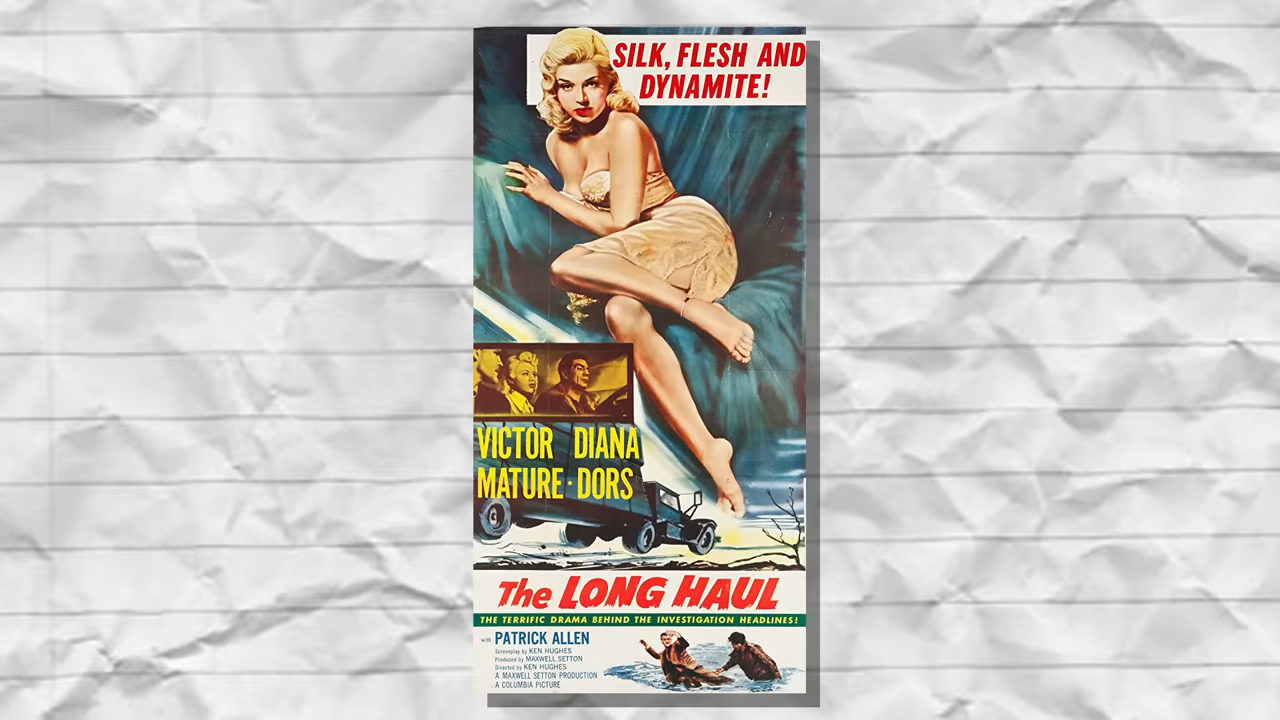 SILK, FLESH AND
DYNAMITE!
VICTOR DIANA
MATURE · DORS
The LONG HAUL
THE TERRIFIC DRAMA BEHIND THE INVESTIGATION HEADLINES!
with PATRICK ALLEN
Screenplay by KEN HUGHES
Produced by MAXWELL SETTON
Directed by KEN HUGHES
A MAXWELL SETTON PRODUCTION
A COLUMBIA PICTURE